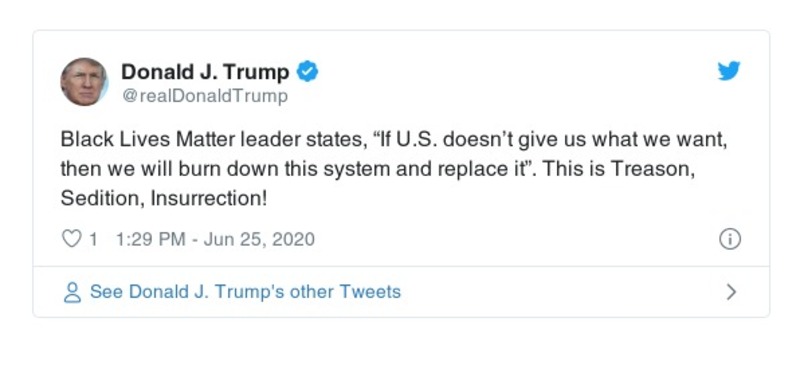 Donald J. Trump
@realDonaldTrump
Black Lives Matter leader states, “If U.S. doesn’t give us what we want,
then we will burn down this system and replace it”. This is Treason,
Sedition, Insurrection!
1 1:29 PM - Jun 25, 2020
See Donald J. Trump's other Tweets